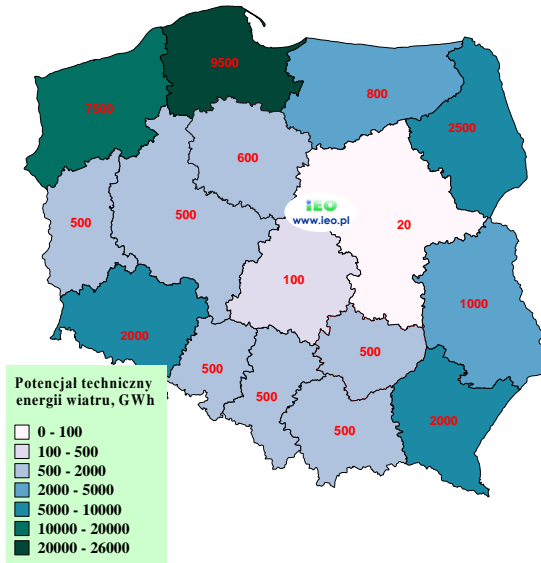 9500
7500
800
2500
600
500
500
iEO
www.ieo.pl
20
100
1000
2000
500
500
500
500
2000
Potencjał techniczny
energii wiatru, GWh
0 - 100
100 - 500
500 - 2000
2000 - 5000
5000 - 10000
10000 - 20000
20000 - 26000